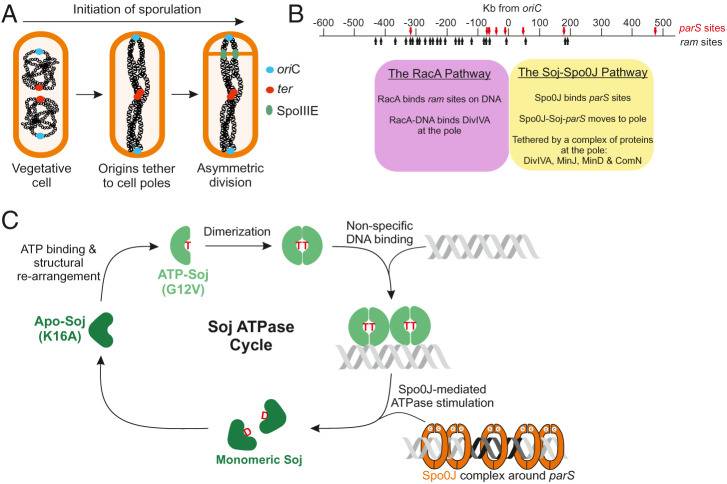 A
Initiation of sporulation
oriC
ter
SpoIIIE
Vegetative
cell
Origins tether
to cell poles
Asymmetric
division
B
Kb from oriC
-600 -500 -400 -300 -200 -100 0 100 200 300 400 500
parS sites
ram sites
The RacA Pathway
RacA binds ram sites on DNA
RacA-DNA binds DivIVA
at the pole
The Soj-Spo0J Pathway
Spo0J binds parS sites
Spo0J-Soj-parS moves to pole
Tethered by a complex of proteins
at the pole:
DivIVA, MinJ, MinD & ComN
C
ATP binding &
structural
re-arrangement
T
ATP-Soj
(G12V)
Dimerization
TT
Non-specific
DNA binding
Apo-Soj
(K16A)
Soj ATPase
Cycle
TT TT
Spo0J-mediated
ATPase stimulation
D
D
Monomeric Soj
Spo0J complex around parS